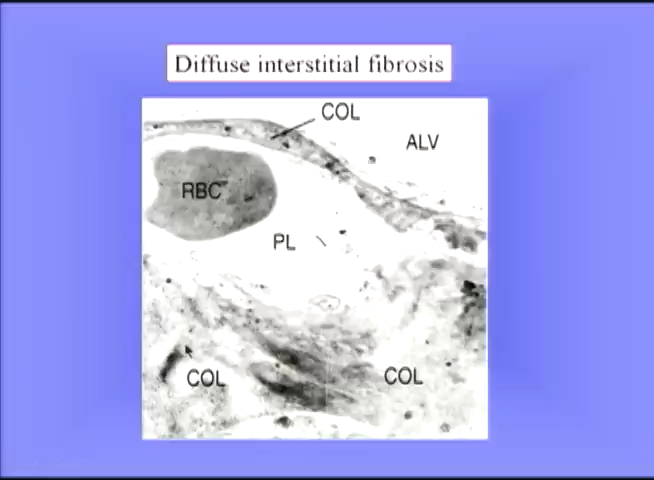 Diffuse interstitial fibrosis
COL
ALV
RBC
PL
COL
COL